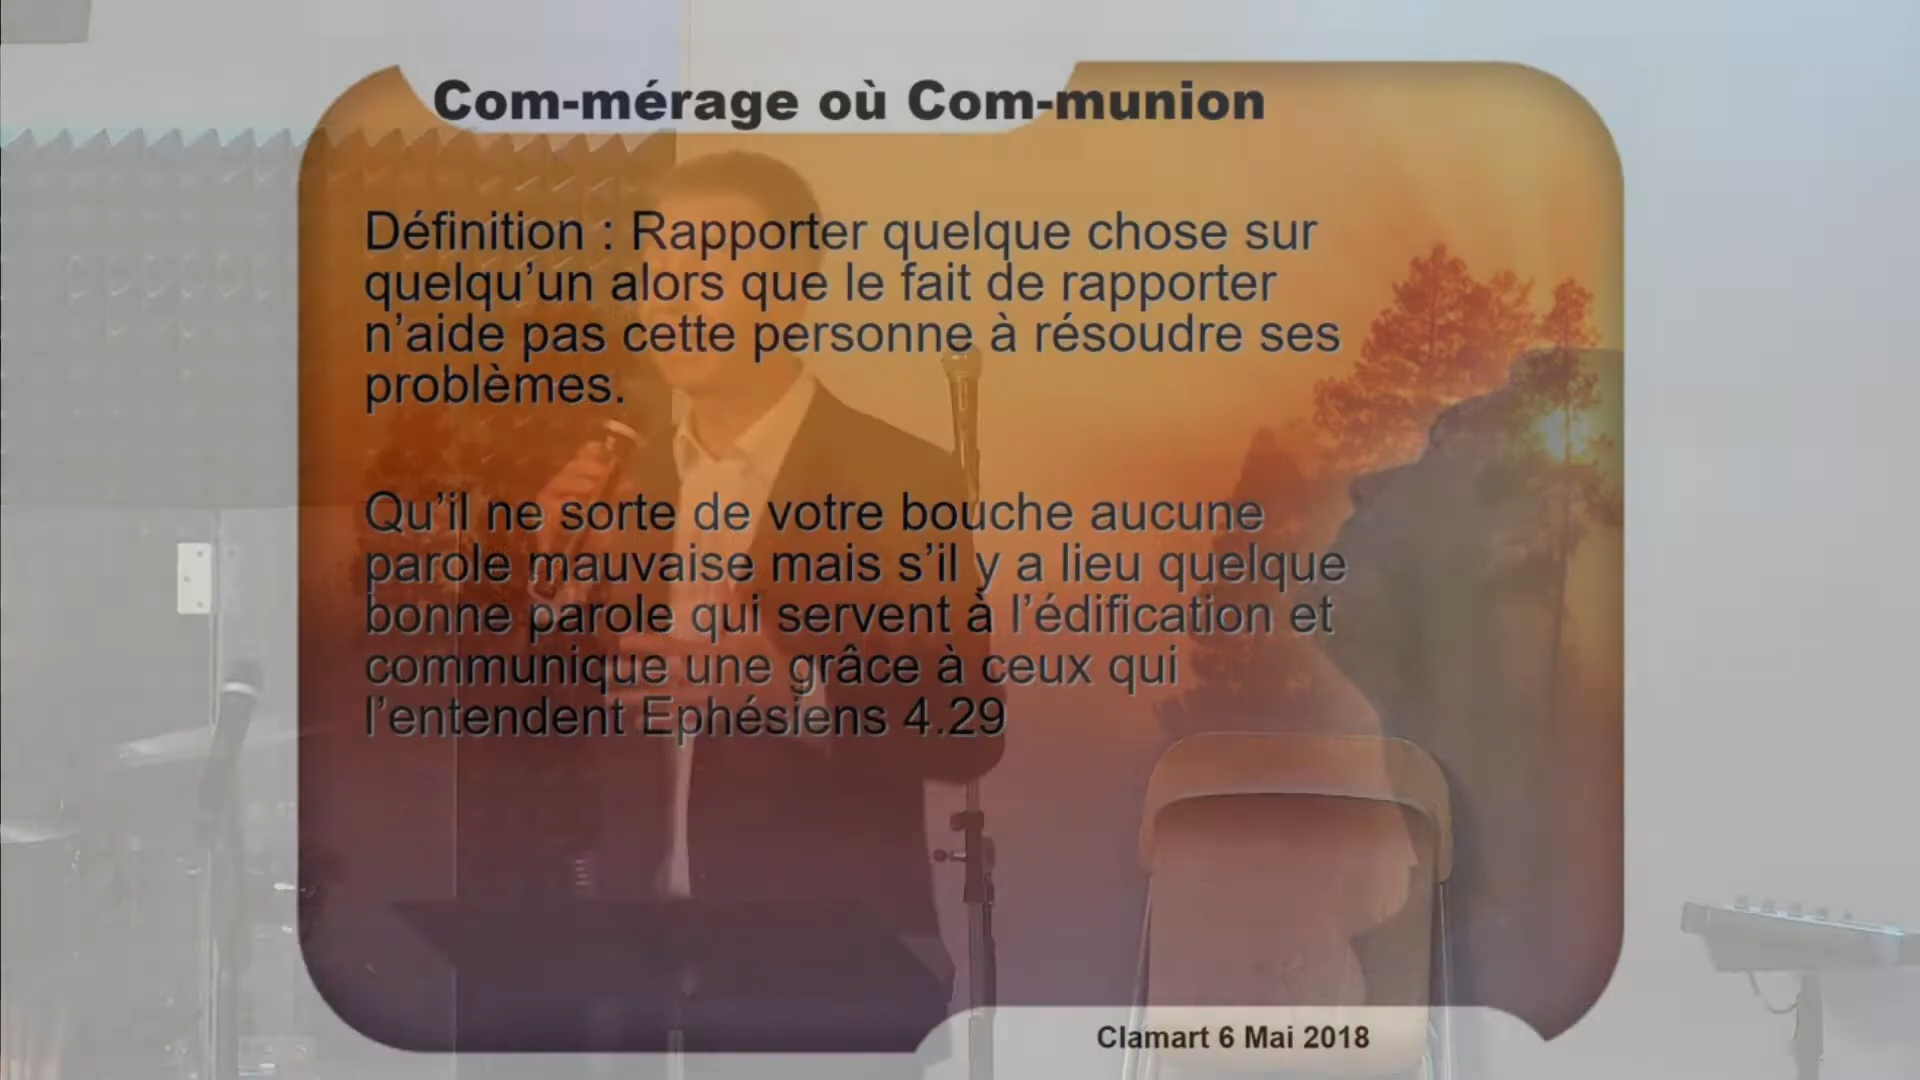 Com-mérage où Com-munion
Définition : Rapporter quelque chose sur
quelqu’un alors que le fait de rapporter
n’aide pas cette personne à résoudre ses
problèmes.
Qu’il ne sorte de votre bouche aucune
parole mauvaise mais s’il y a lieu quelque
bonne parole qui servent à l’édification et
communique une grâce à ceux qui
l’entendent Ephésiens 4.29
Clamart 6 Mai 2018